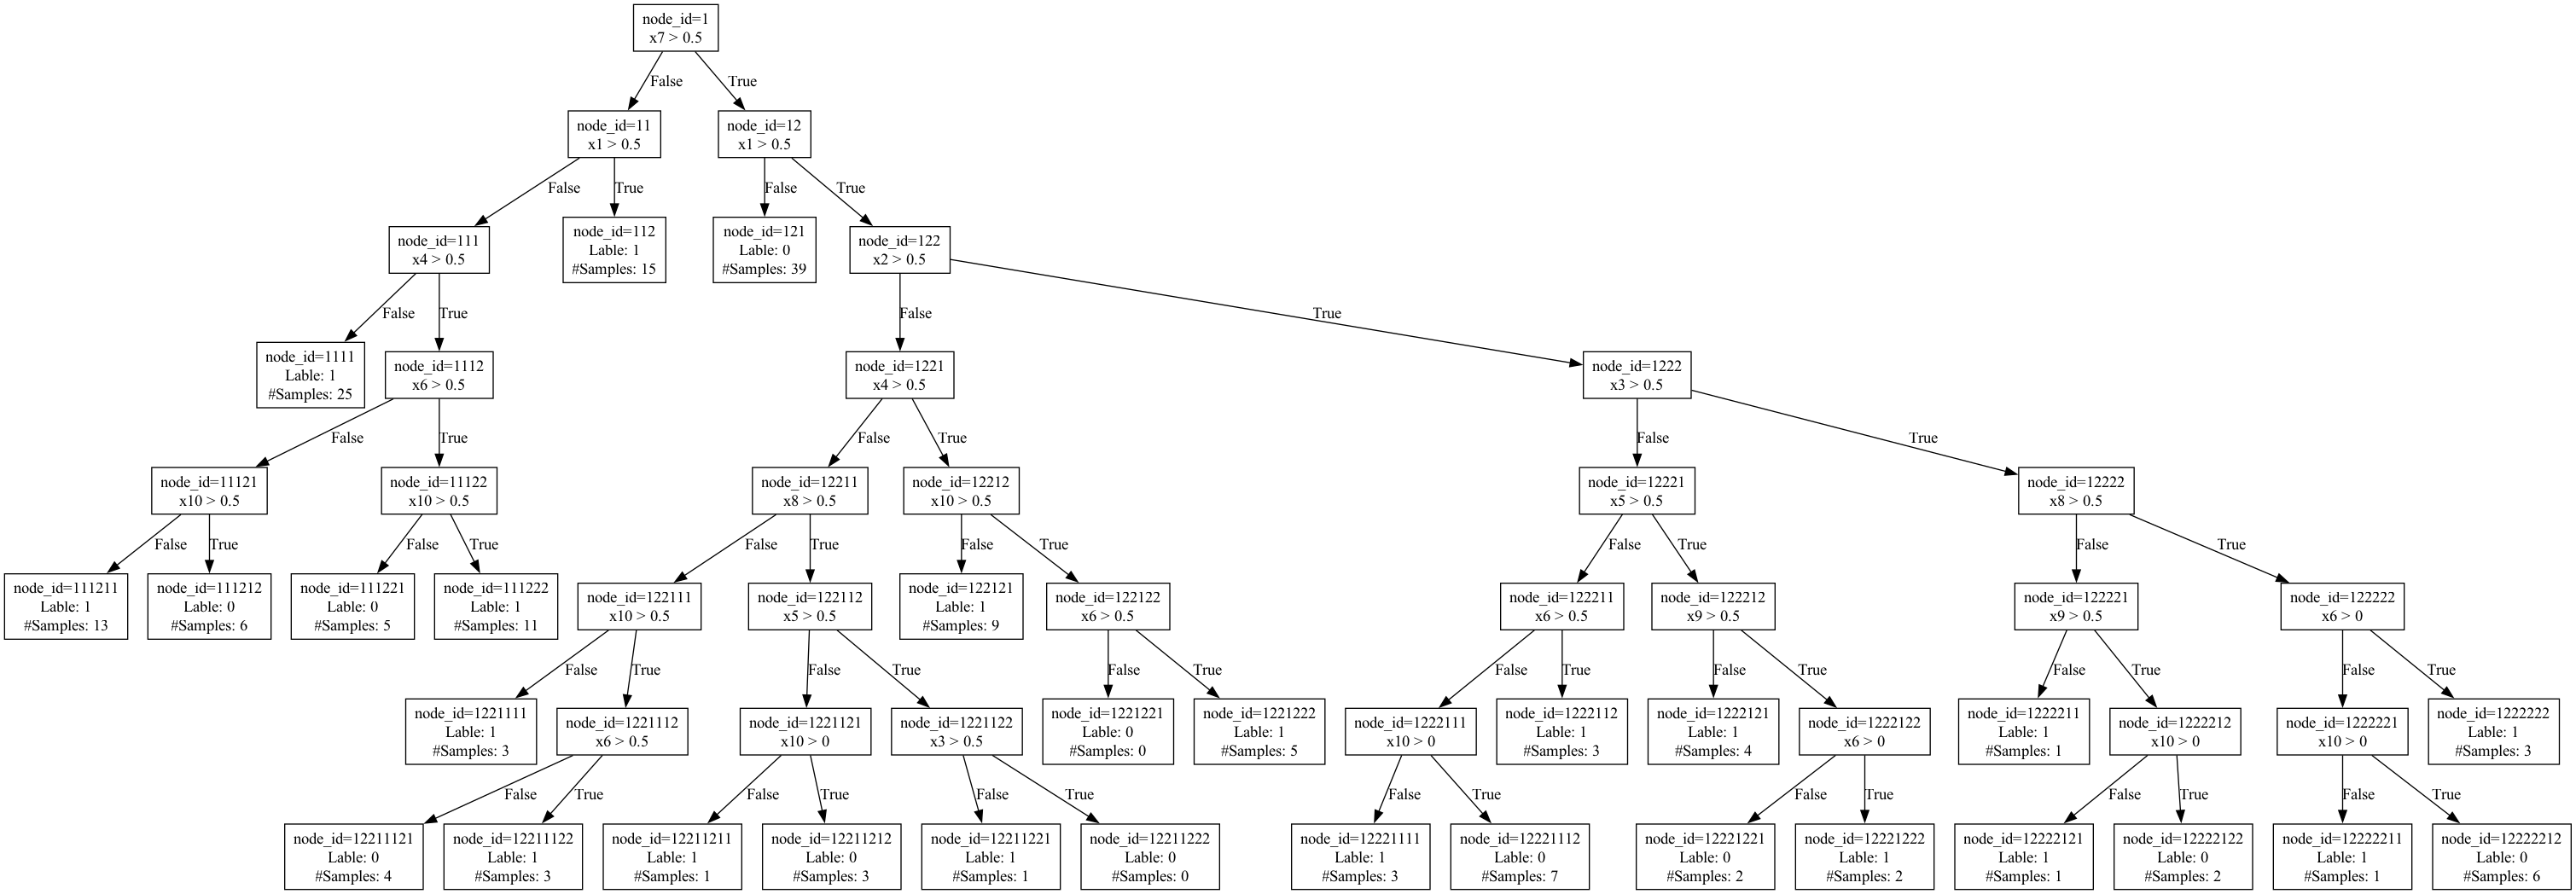 node_id=1
x7 > 0.5
False
True
node_id=11
x1 > 0.5
node_id=12
x1 > 0.5
False
True
False
True
node_id=111
x4 > 0.5
node_id=112
Lable: 1
#Samples: 15
node_id=121
Lable: 0
#Samples: 39
node_id=122
x2 > 0.5
False
True
False
True
node_id=1111
Lable: 1
#Samples: 25
node_id=1112
x6 > 0.5
node_id=1221
x4 > 0.5
node_id=1222
x3 > 0.5
False
True
False
True
False
True
node_id=11121
x10 > 0.5
node_id=11122
x10 > 0.5
node_id=12211
x8 > 0.5
node_id=12212
x10 > 0.5
node_id=12221
x5 > 0.5
node_id=12222
x8 > 0.5
False
True
False
True
False
True
False
True
False
True
False
True
node_id=111211
Lable: 1
#Samples: 13
node_id=111212
Lable: 0
#Samples: 6
node_id=111221
Lable: 0
#Samples: 5
node_id=111222
Lable: 1
#Samples: 11
node_id=122111
x10 > 0.5
node_id=122112
x5 > 0.5
node_id=122121
Lable: 1
#Samples: 9
node_id=122122
x6 > 0.5
node_id=122211
x6 > 0.5
node_id=122212
x9 > 0.5
node_id=122221
x9 > 0.5
node_id=122222
x6 > 0
False
True
False
True
False
True
False
True
False
True
False
True
False
True
node_id=1221111
Lable: 1
#Samples: 3
node_id=1221112
x6 > 0.5
node_id=1221121
x10 > 0
node_id=1221122
x3 > 0.5
node_id=1221221
Lable: 0
#Samples: 0
node_id=1221222
Lable: 1
#Samples: 5
node_id=1222111
x10 > 0
node_id=1222112
Lable: 1
#Samples: 3
node_id=1222121
Lable: 1
#Samples: 4
node_id=1222122
x6 > 0
node_id=1222211
Lable: 1
#Samples: 1
node_id=1222212
x10 > 0
node_id=1222221
x10 > 0
node_id=1222222
Lable: 1
#Samples: 3
False
True
False
True
False
True
False
True
False
True
False
True
False
True
node_id=12211121
Lable: 0
#Samples: 4
node_id=12211122
Lable: 1
#Samples: 3
node_id=12211211
Lable: 1
#Samples: 1
node_id=12211212
Lable: 0
#Samples: 3
node_id=12211221
Lable: 1
#Samples: 1
node_id=12211222
Lable: 0
#Samples: 0
node_id=12221111
Lable: 1
#Samples: 3
node_id=12221112
Lable: 0
#Samples: 7
node_id=12221221
Lable: 0
#Samples: 2
node_id=12221222
Lable: 1
#Samples: 2
node_id=12222121
Lable: 1
#Samples: 1
node_id=12222122
Lable: 0
#Samples: 2
node_id=12222211
Lable: 1
#Samples: 1
node_id=12222212
Lable: 0
#Samples: 6